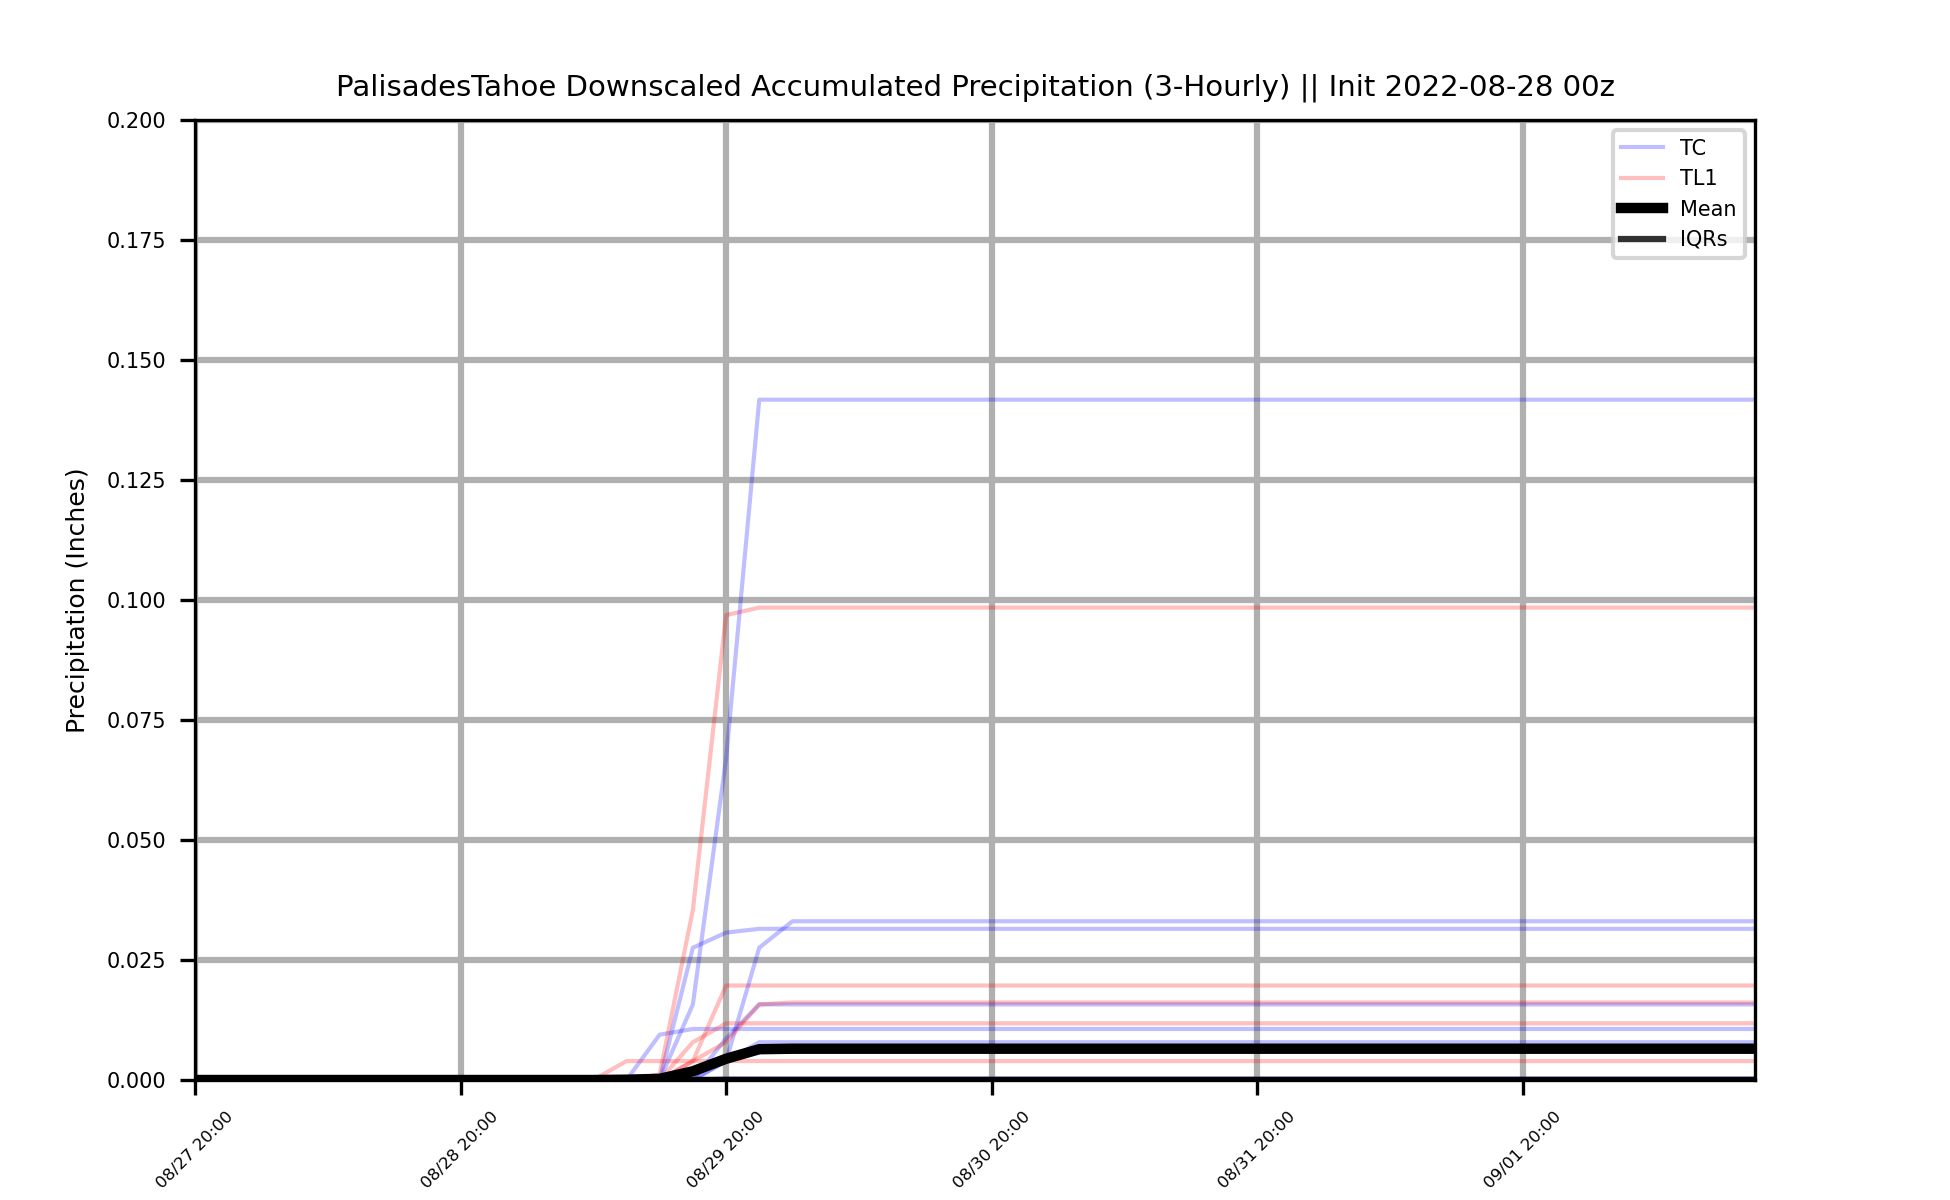 PalisadesTahoe Downscaled Accumulated Precipitation (3-Hourly) || Init 2022-08-28 00z
0.200
0.175
0.150
0.125
0.100
0.075
0.050
0.025
0.000
Precipitation (Inches)
TC
TL1
Mean
IQRs
08/27 20:00
08/28 20:00
08/29 20:00
08/30 20:00
08/31 20:00
09/01 20:00